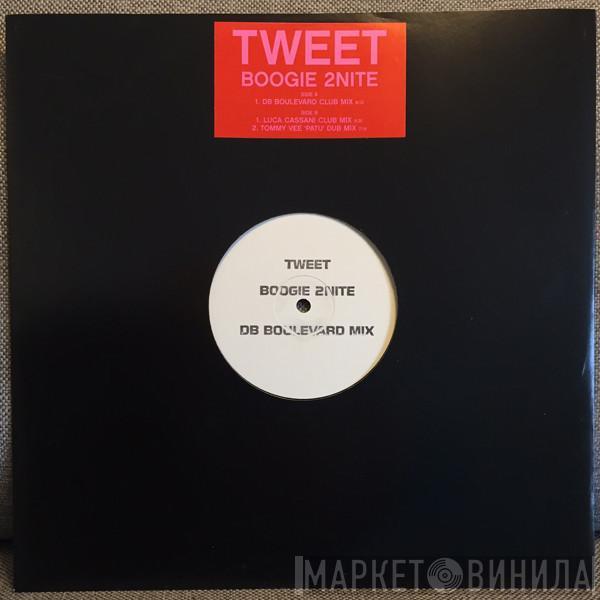 TWEET
BOOGIE 2NITE
SIDE A
1. DB BOULEVARD CLUB MIX
SIDE B
1. LUCA CASSANI CLUB MIX
2. TOMMY VEE 'PATU' DUB MIX
TWEET
BOOGIE 2NITE
DB BOULEVARD MIX
МАРКЕТ ВИНИЛА